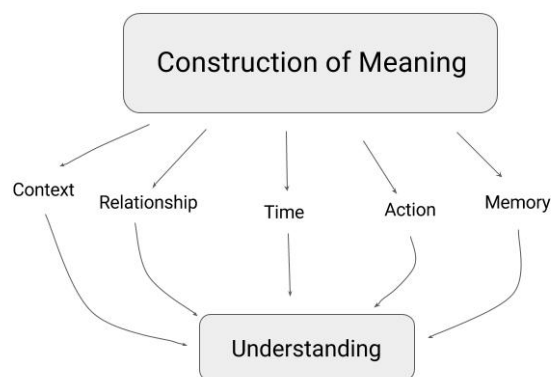 Construction of Meaning
Context
Relationship
Time
Action
Memory
Understanding